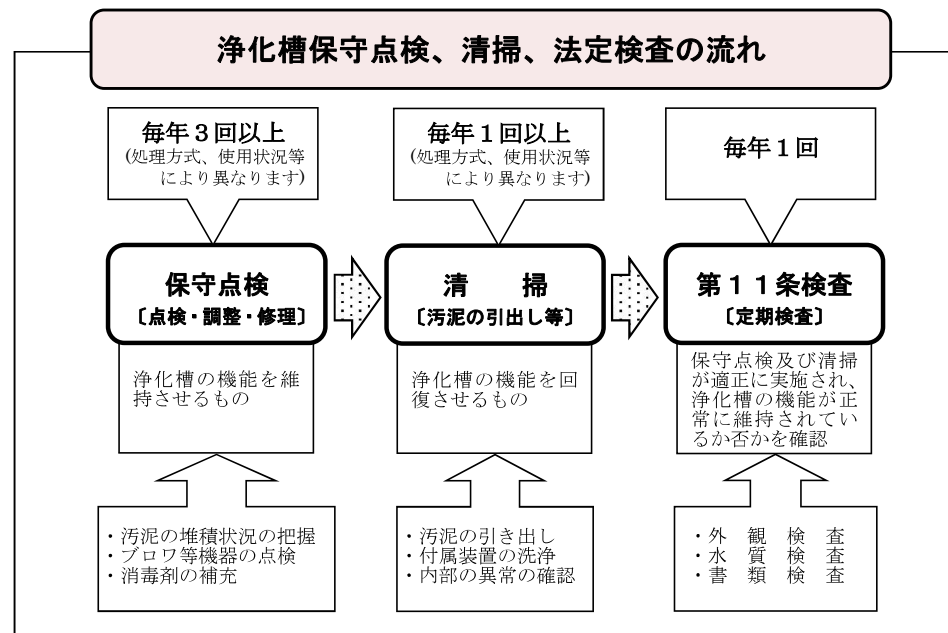 浄化槽保守点検、清掃、法定検査の流れ
毎年３回以上
(処理方式、使用状況等
により異なります)
毎年１回以上
(処理方式、使用状況等
により異なります)
毎年１回
保守点検
〔点検・調整・修理〕
清　　掃
〔汚泥の引出し等〕
第１１条検査
〔定期検査〕
浄化槽の機能を維
持させるもの
浄化槽の機能を回
復させるもの
保守点検及び清掃
が適正に実施され、
浄化槽の機能が正
常に維持されてい
るか否かを確認
・汚泥の堆積状況の把握
・ブロワ等機器の点検
・消毒剤の補充
・汚泥の引き出し
・付属装置の洗浄
・内部の異常の確認
・外　観　検　査
・水　質　検　査
・書　類　検　査